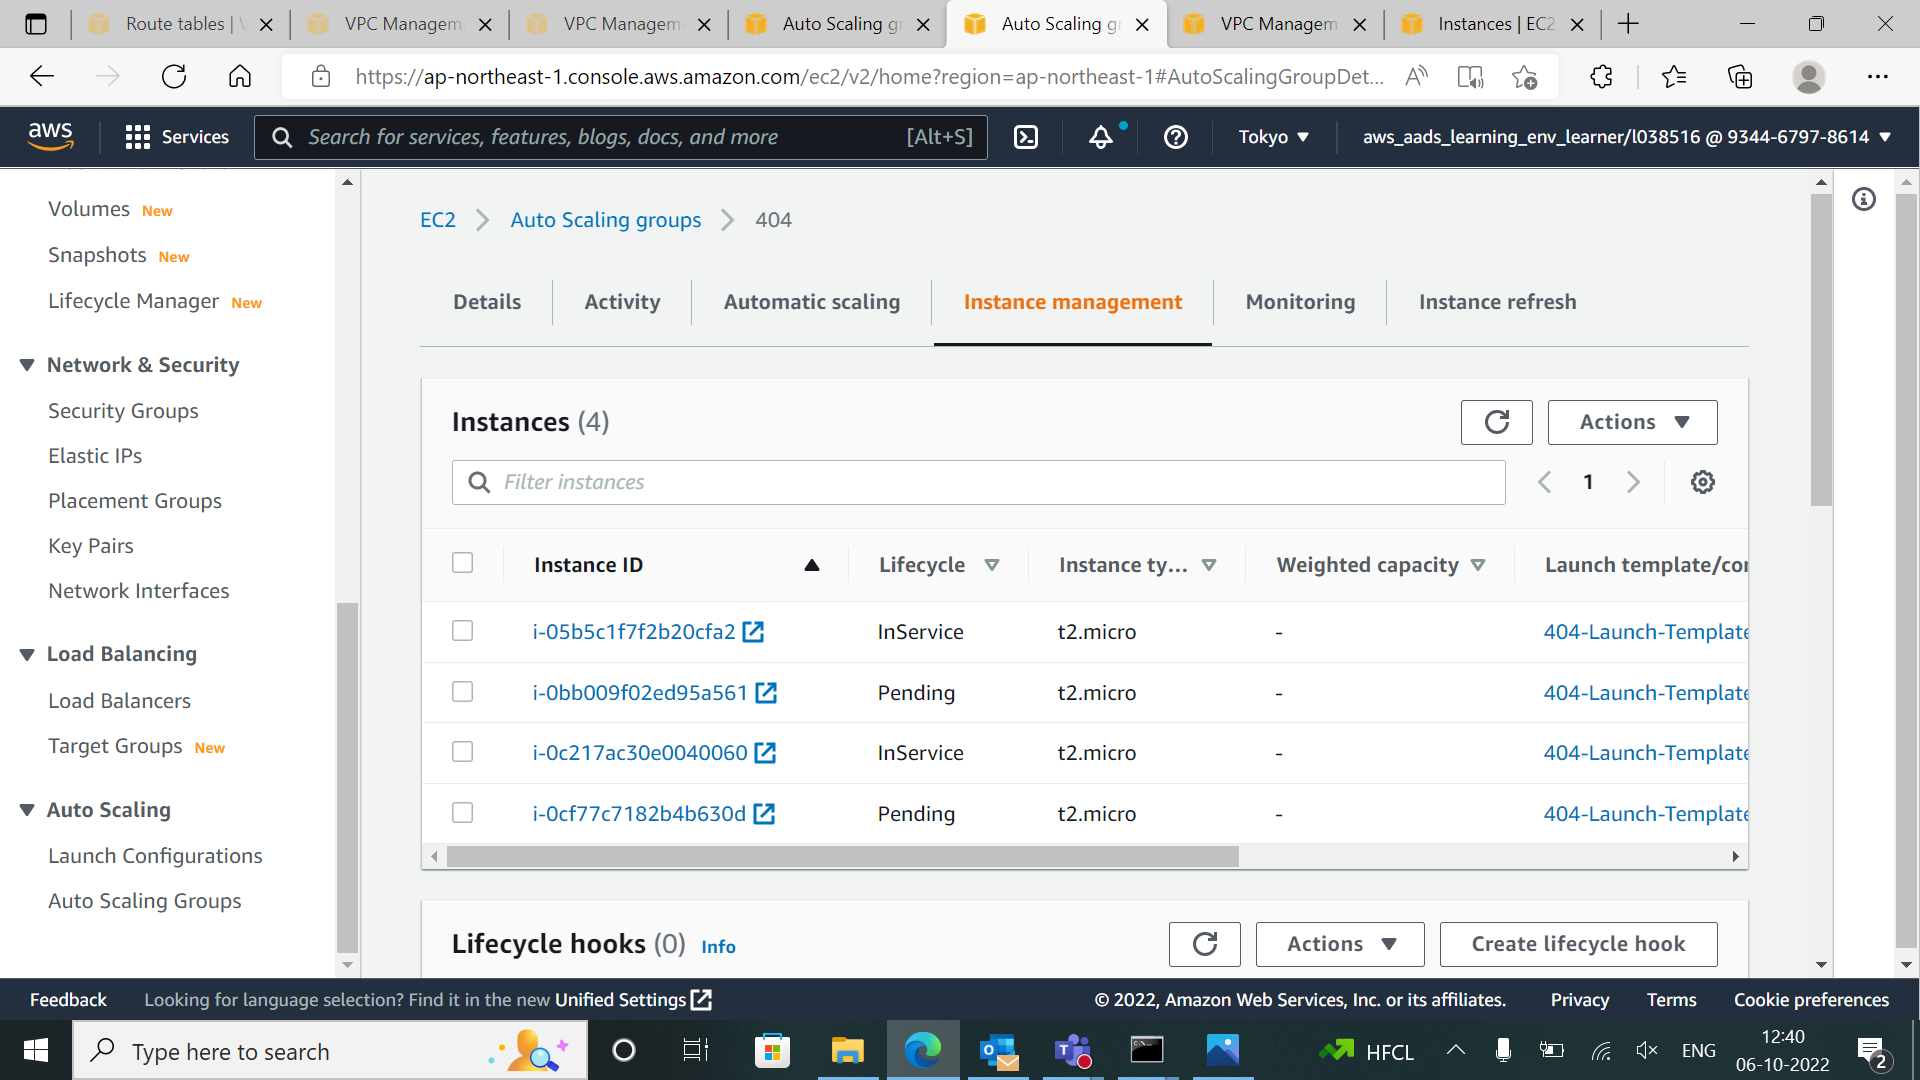 Route tables | V
VPC Managem
VPC Managem
Auto Scaling gr
Auto Scaling gr
VPC Managem
Instances | EC2
https://ap-northeast-1.console.aws.amazon.com/ec2/v2/home?region=ap-northeast-1#AutoScalingGroupDet...
aws
Services
Search for services, features, blogs, docs, and more
[Alt+S]
Tokyo
aws_aads_learning_env_learner/l038516 @ 9344-6797-8614
Volumes New
Snapshots New
Lifecycle Manager New
Network & Security
Security Groups
Elastic IPs
Placement Groups
Key Pairs
Network Interfaces
Load Balancing
Load Balancers
Target Groups New
Auto Scaling
Launch Configurations
Auto Scaling Groups
EC2 > Auto Scaling groups > 404
Details
Activity
Automatic scaling
Instance management
Monitoring
Instance refresh
Instances (4)
Actions
Filter instances
1
Instance ID Lifecycle Instance ty... Weighted capacity Launch template/con
i-05b5c1f7f2b20cfa2 InService t2.micro - 404-Launch-Template
i-0bb009f02ed95a561 Pending t2.micro - 404-Launch-Template
i-0c217ac30e0040060 InService t2.micro - 404-Launch-Template
i-0cf77c7182b4b630d Pending t2.micro - 404-Launch-Template
Lifecycle hooks (0) Info
Actions
Create lifecycle hook
Feedback
Looking for language selection? Find it in the new Unified Settings
© 2022, Amazon Web Services, Inc. or its affiliates.
Privacy
Terms
Cookie preferences
Type here to search
HFCL
ENG
12:40
06-10-2022
2